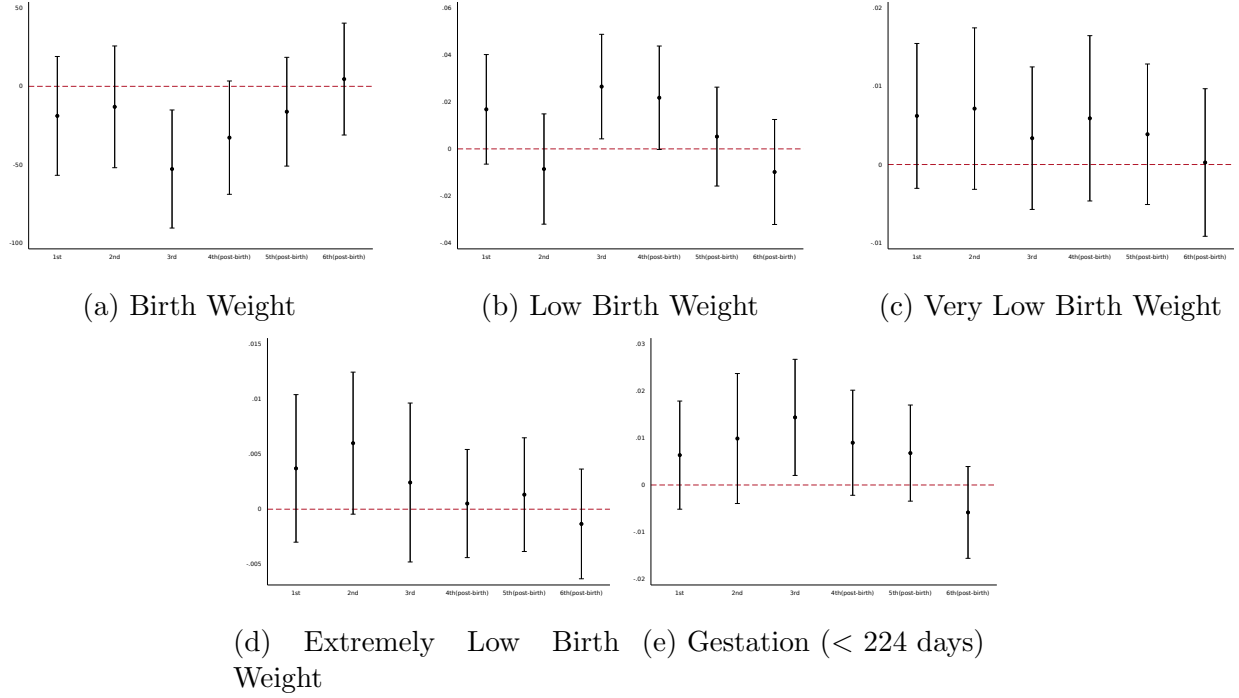 50
0
-50
-100
1st 2nd 3rd 4th(post-birth) 5th(post-birth) 6th(post-birth)
(a) Birth Weight
.06
.04
.02
0
-.02
-.04
1st 2nd 3rd 4th(post-birth) 5th(post-birth) 6th(post-birth)
(b) Low Birth Weight
.02
.01
0
-.01
1st 2nd 3rd 4th(post-birth) 5th(post-birth) 6th(post-birth)
(c) Very Low Birth Weight
.015
.01
.005
0
-.005
1st 2nd 3rd 4th(post-birth) 5th(post-birth) 6th(post-birth)
(d) Extremely Low Birth
Weight
.03
.02
.01
0
-.01
-.02
1st 2nd 3rd 4th(post-birth) 5th(post-birth) 6th(post-birth)
(e) Gestation (< 224 days)